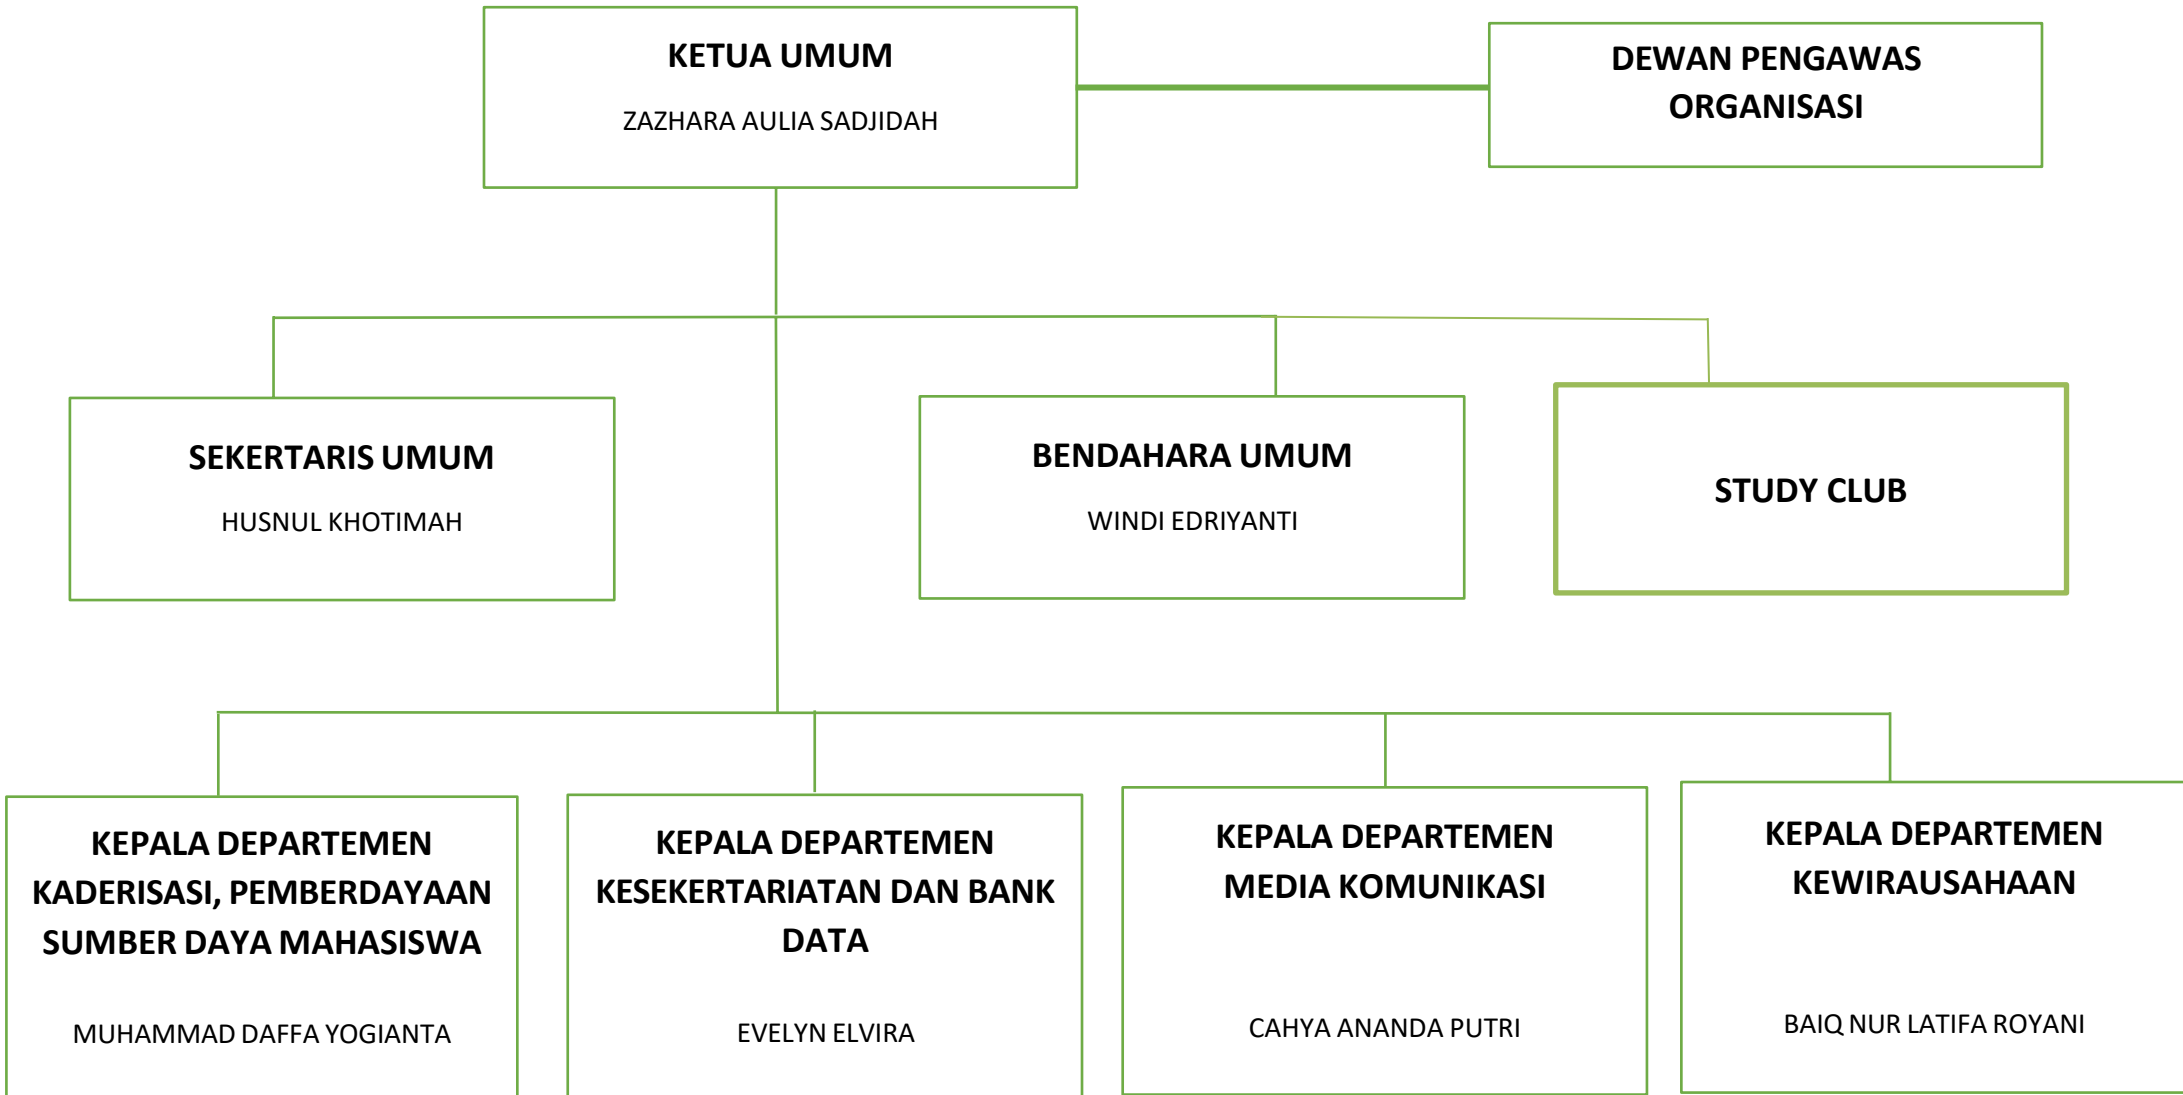 KETUA UMUM
ZAZHARA AULIA SADJIDAH
DEWAN PENGAWAS
ORGANISASI
SEKERTARIS UMUM
HUSNUL KHOTIMAH
BENDAHARA UMUM
WINDI EDRIYANTI
STUDY CLUB
KEPALA DEPARTEMEN
KADERISASI, PEMBERDAYAAN
SUMBER DAYA MAHASISWA
MUHAMMAD DAFFA YOGIANTA
KEPALA DEPARTEMEN
KESEKERTARIATAN DAN BANK
DATA
EVELYN ELVIRA
KEPALA DEPARTEMEN
MEDIA KOMUNIKASI
CAHYA ANANDA PUTRI
KEPALA DEPARTEMEN
KEWIRAUSAHAAN
BAIQ NUR LATIFA ROYANI